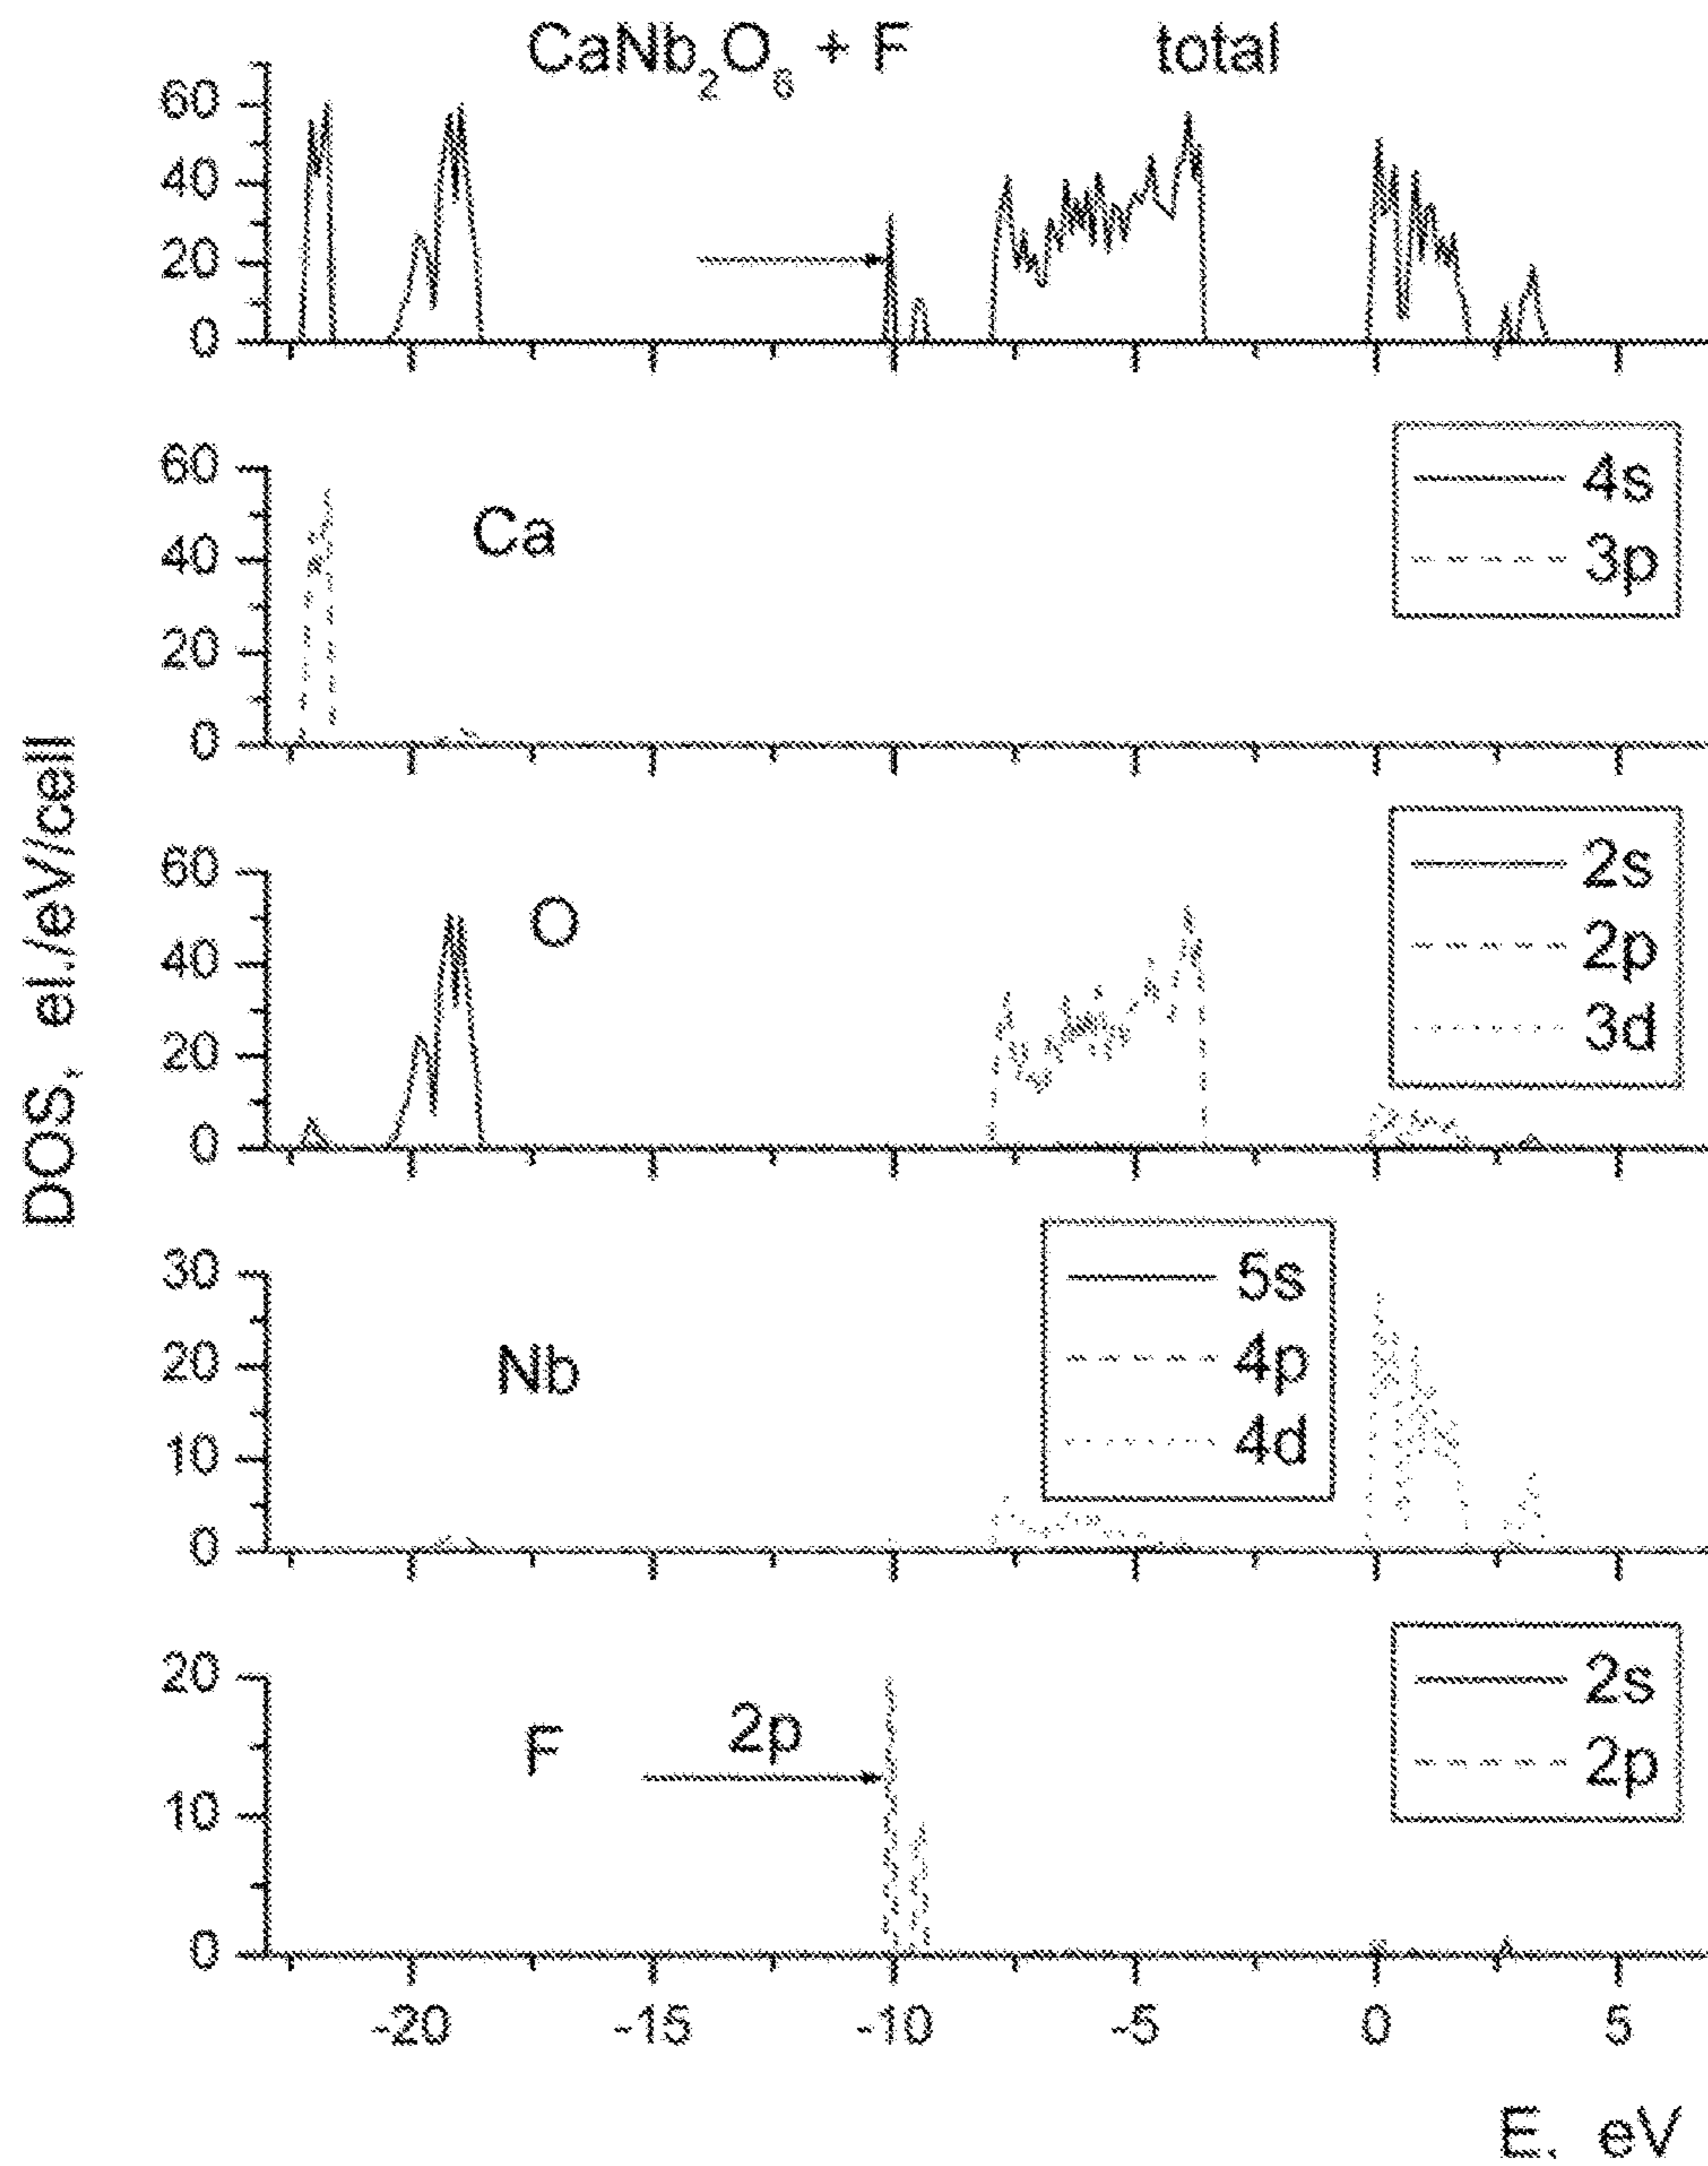 CaNb₂O₆ + F total
60
40
20
0
60
40
20
0
Ca
4s
3p
60
40
20
0
O
2s
2p
3d
30
20
10
0
Nb
5s
4p
4d
20
10
0
F
2p
2s
2p
-20 -15 -10 -5 0 5
E, eV
DOS, el./eV/cell